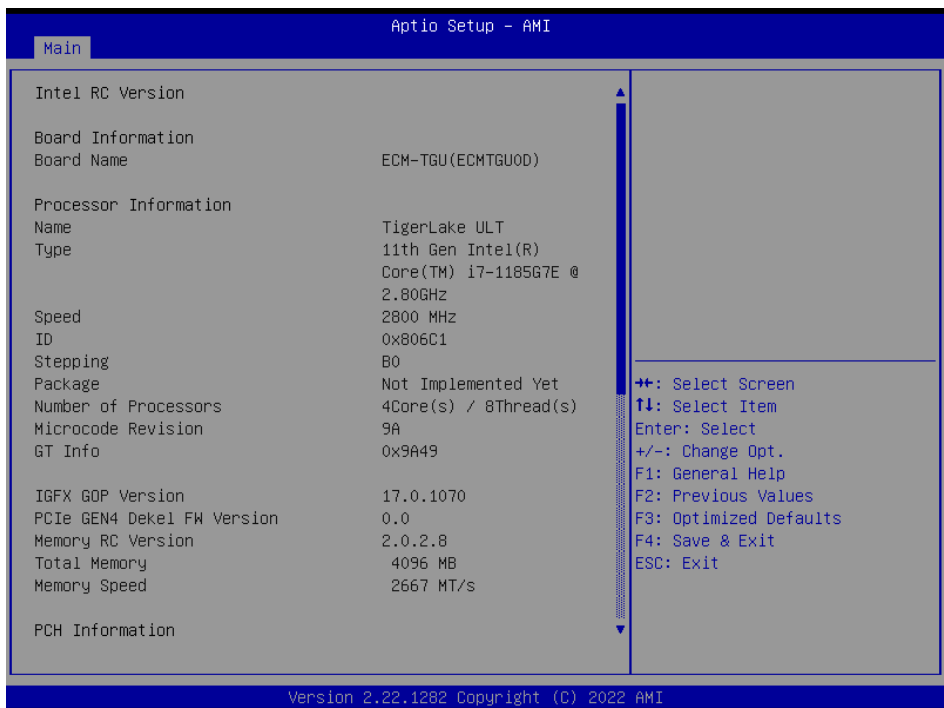 Aptio Setup - AMI
Main
Intel RC Version
Board Information
Board Name ECM-TGU(ECMTGU0D)
Processor Information
Name TigerLake ULT
Type 11th Gen Intel(R)
Core(TM) i7-1185G7E @
2.80GHz
Speed 2800 MHz
ID 0x806C1
Stepping B0
Package Not Implemented Yet
Number of Processors 4Core(s) / 8Thread(s)
Microcode Revision 9A
GT Info 0x9A49
IGFX GOP Version 17.0.1070
PCIe GEN4 Dekel FW Version 0.0
Memory RC Version 2.0.2.8
Total Memory 4096 MB
Memory Speed 2667 MT/s
PCH Information
→←: Select Screen
↑↓: Select Item
Enter: Select
+/-: Change Opt.
F1: General Help
F2: Previous Values
F3: Optimized Defaults
F4: Save & Exit
ESC: Exit
Version 2.22.1282 Copyright (C) 2022 AMI